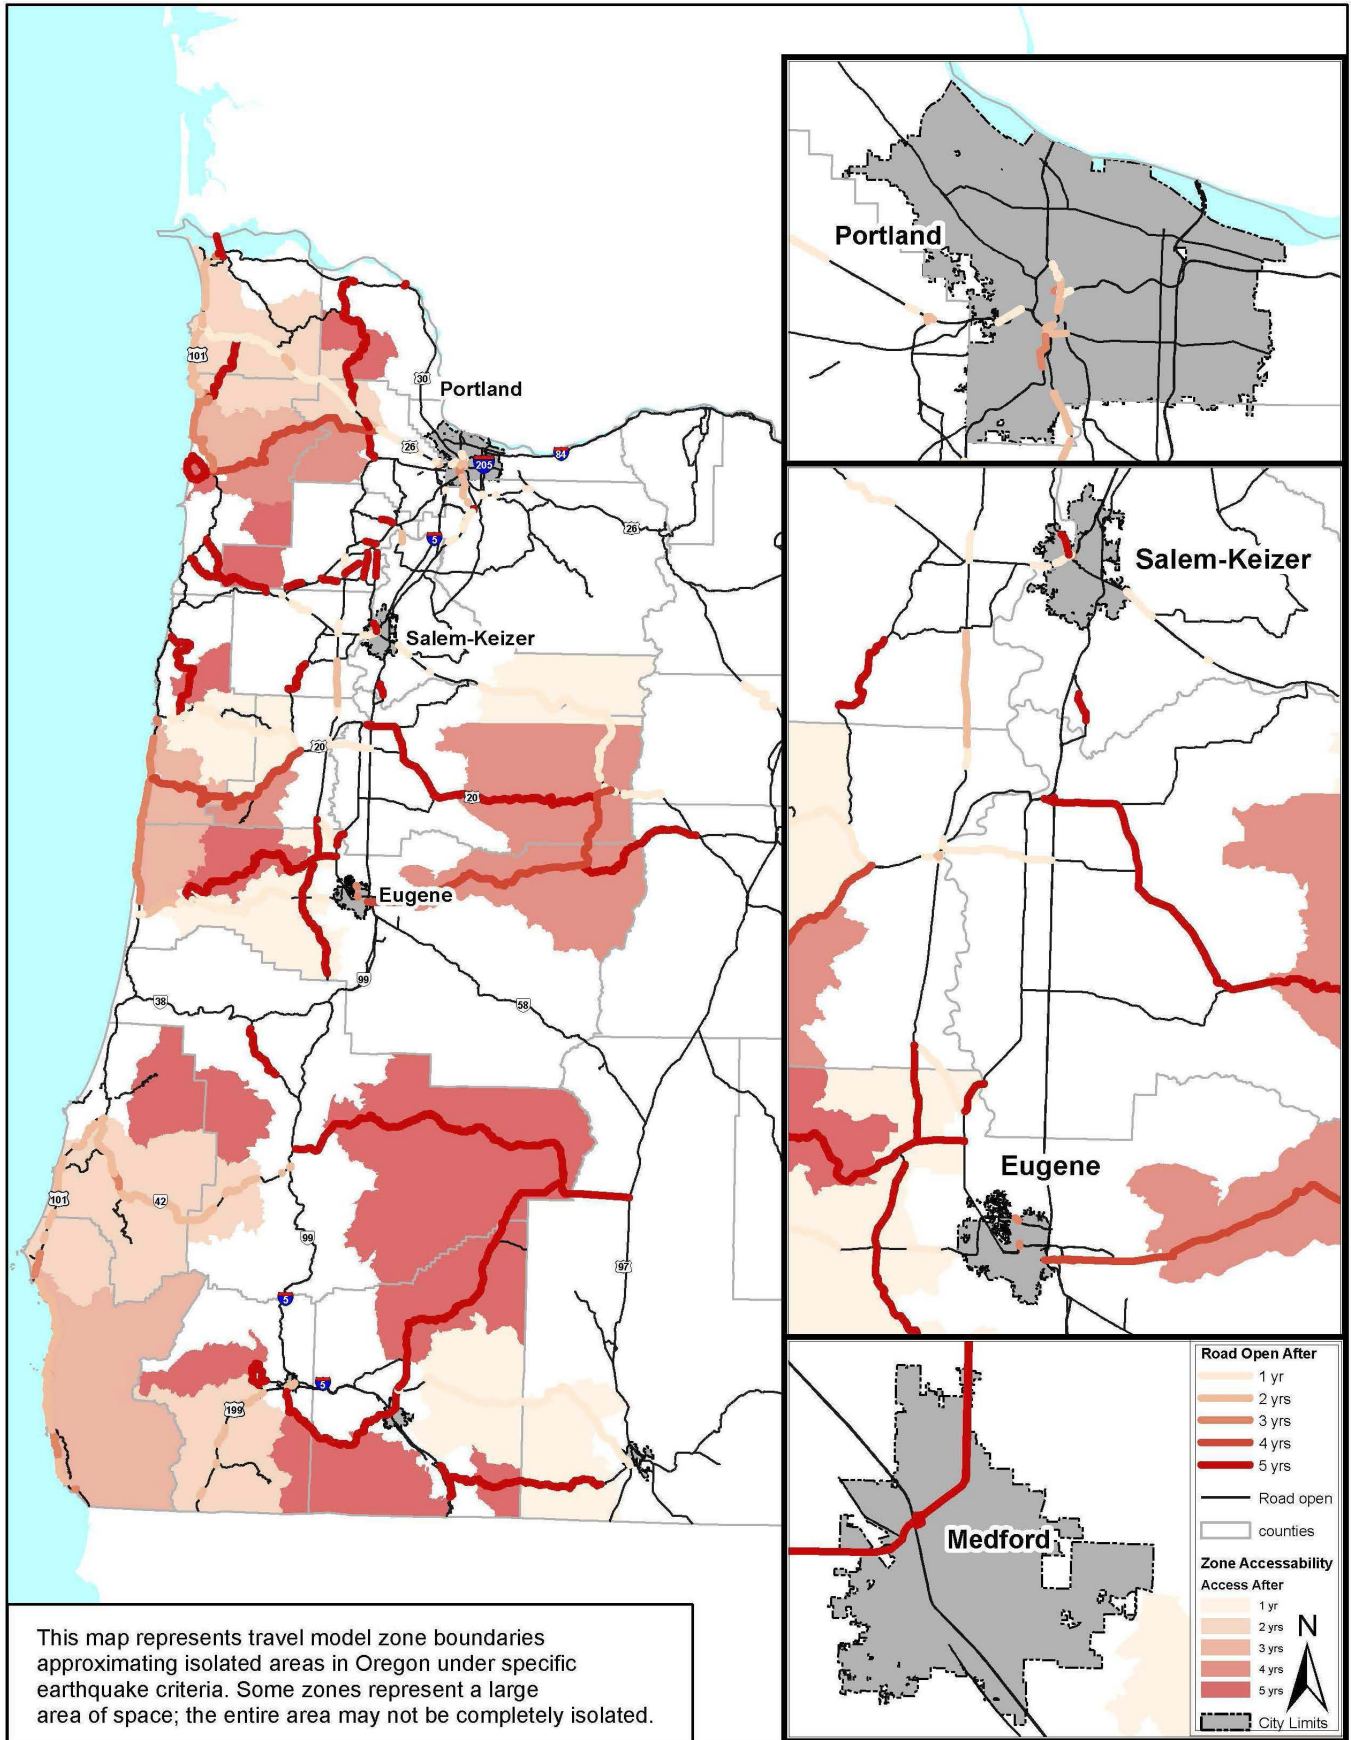 101
30
Portland
26
205
84
26
5
Salem-Keizer
20
20
Eugene
99
38
58
101
42
99
97
5
5
199
Portland
Salem-Keizer
Eugene
Medford
Road Open After
1 yr
2 yrs
3 yrs
4 yrs
5 yrs
Road open
counties
Zone Accessability
Access After
1 yr
2 yrs
3 yrs
4 yrs
5 yrs
N
City Limits
This map represents travel model zone boundaries
approximating isolated areas in Oregon under specific
earthquake criteria. Some zones represent a large
area of space; the entire area may not be completely isolated.